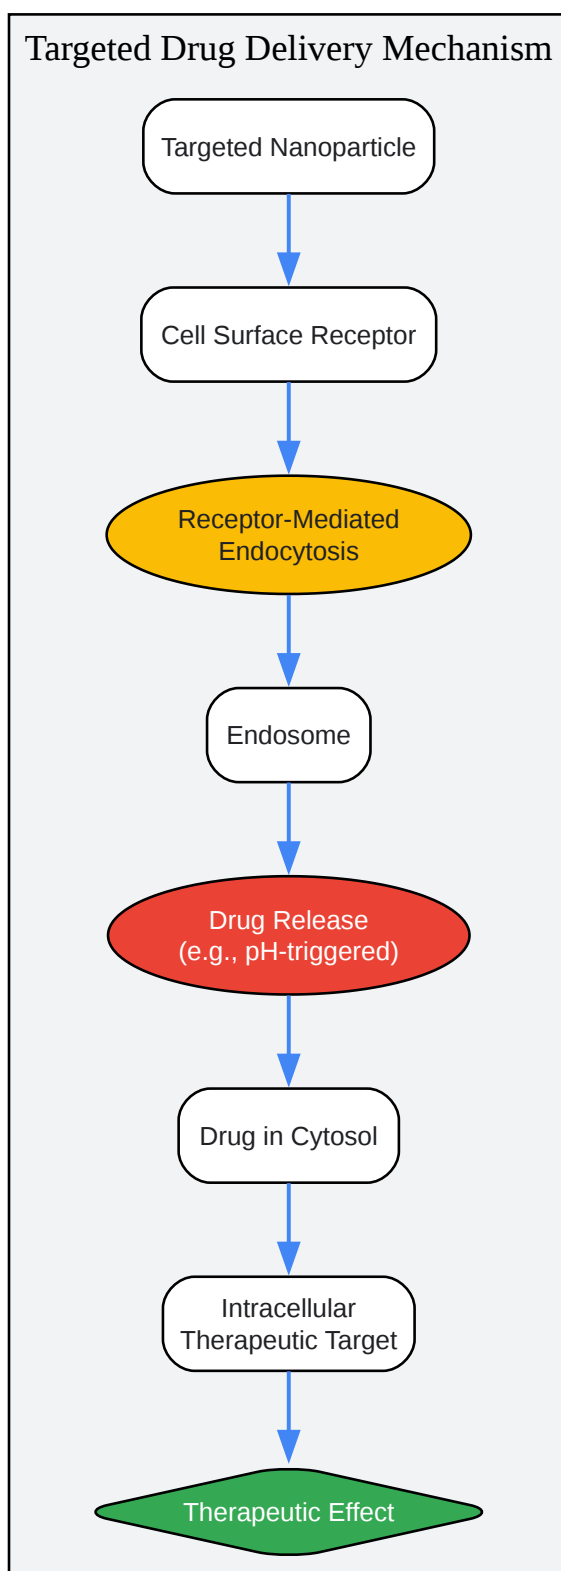 Targeted Drug Delivery Mechanism
Targeted Nanoparticle
Cell Surface Receptor
Receptor-Mediated
Endocytosis
Endosome
Drug Release
(e.g., pH-triggered)
Drug in Cytosol
Intracellular
Therapeutic Target
Therapeutic Effect